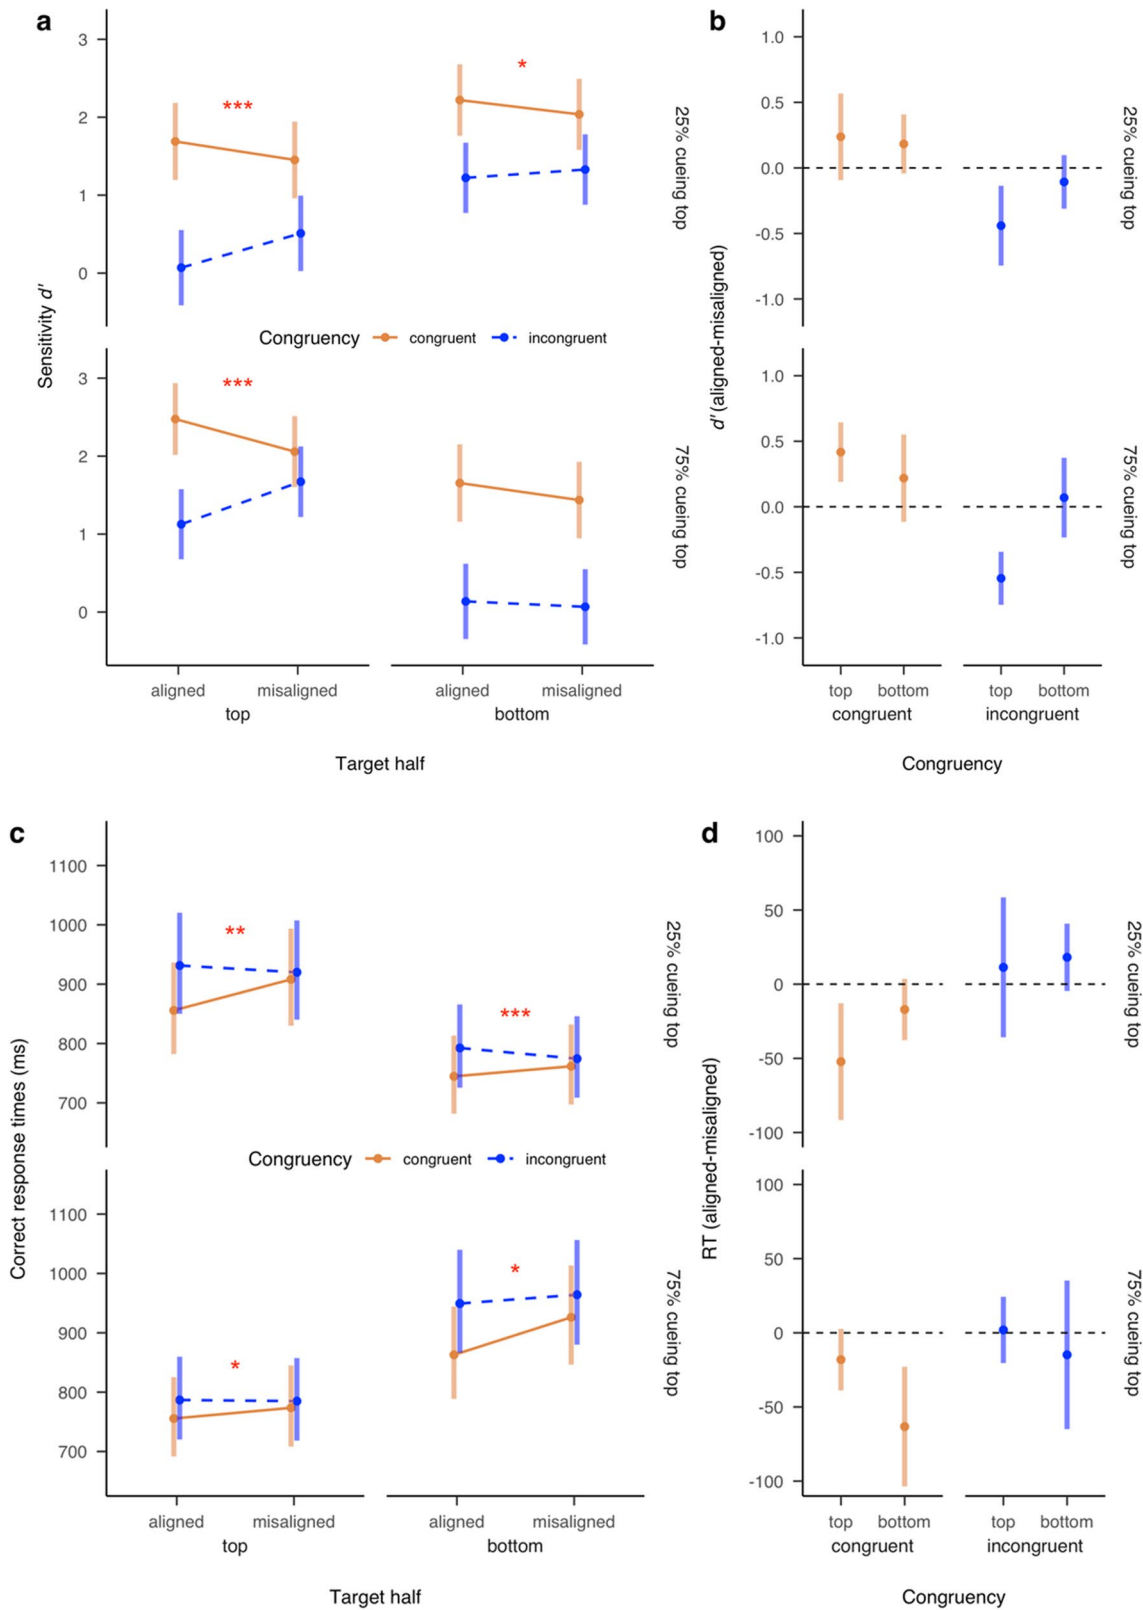 a
3
2
1
0
***
*
25% cueing top
Sensitivity d'
Congruency congruent incongruent
3
2
1
0
***
75% cueing top
aligned misaligned aligned misaligned
top bottom
Target half
b
1.0
0.5
0.0
-0.5
-1.0
25% cueing top
d' (aligned-misaligned)
1.0
0.5
0.0
-0.5
-1.0
75% cueing top
top bottom top bottom
congruent incongruent
Congruency
c
1100
1000
900
800
700
**
***
25% cueing top
Correct response times (ms)
Congruency congruent incongruent
1100
1000
900
800
700
*
*
75% cueing top
aligned misaligned aligned misaligned
top bottom
Target half
d
100
50
0
-50
-100
25% cueing top
RT (aligned-misaligned)
100
50
0
-50
-100
75% cueing top
top bottom top bottom
congruent incongruent
Congruency